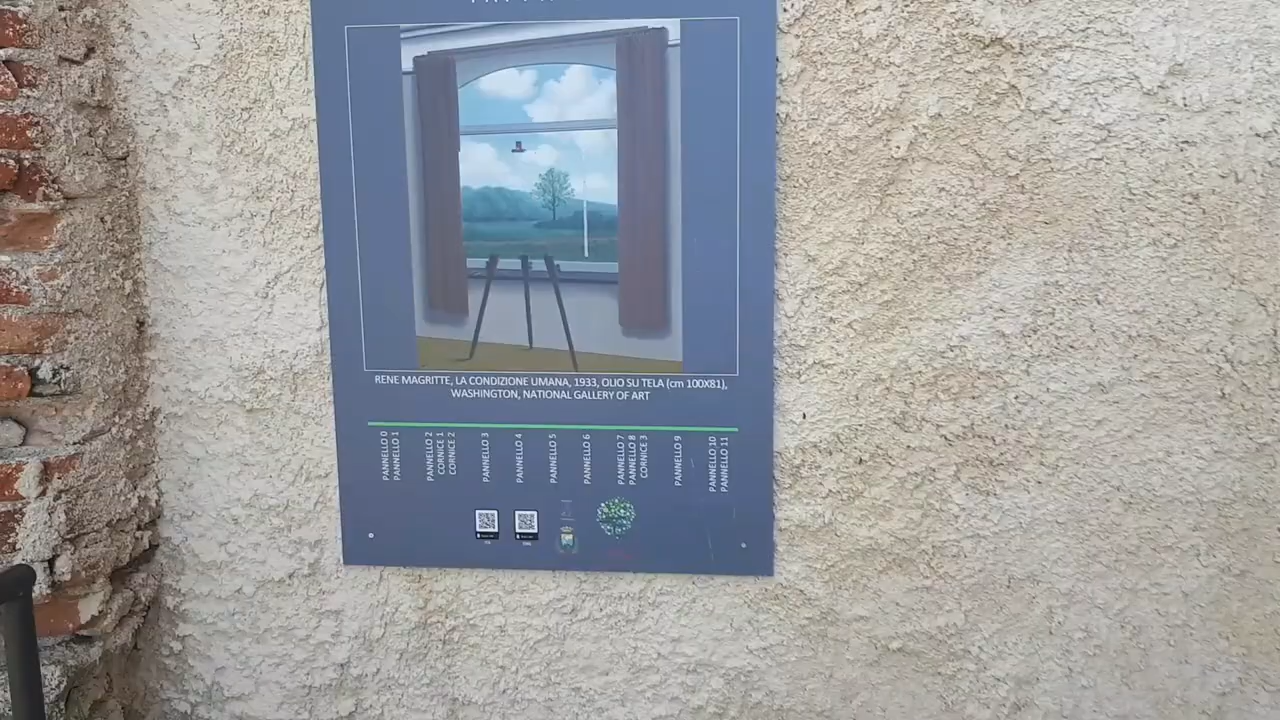 RENE MAGRITTE, LA CONDIZIONE UMANA, 1933, OLIO SU TELA (cm 100X81),
WASHINGTON, NATIONAL GALLERY OF ART
PANNELLO 0
PANNELLO 1
PANNELLO 2
CORNICE 1
CORNICE 2
PANNELLO 3
PANNELLO 4
PANNELLO 5
PANNELLO 6
PANNELLO 7
PANNELLO 8
CORNICE 3
PANNELLO 9
PANNELLO 10
PANNELLO 11